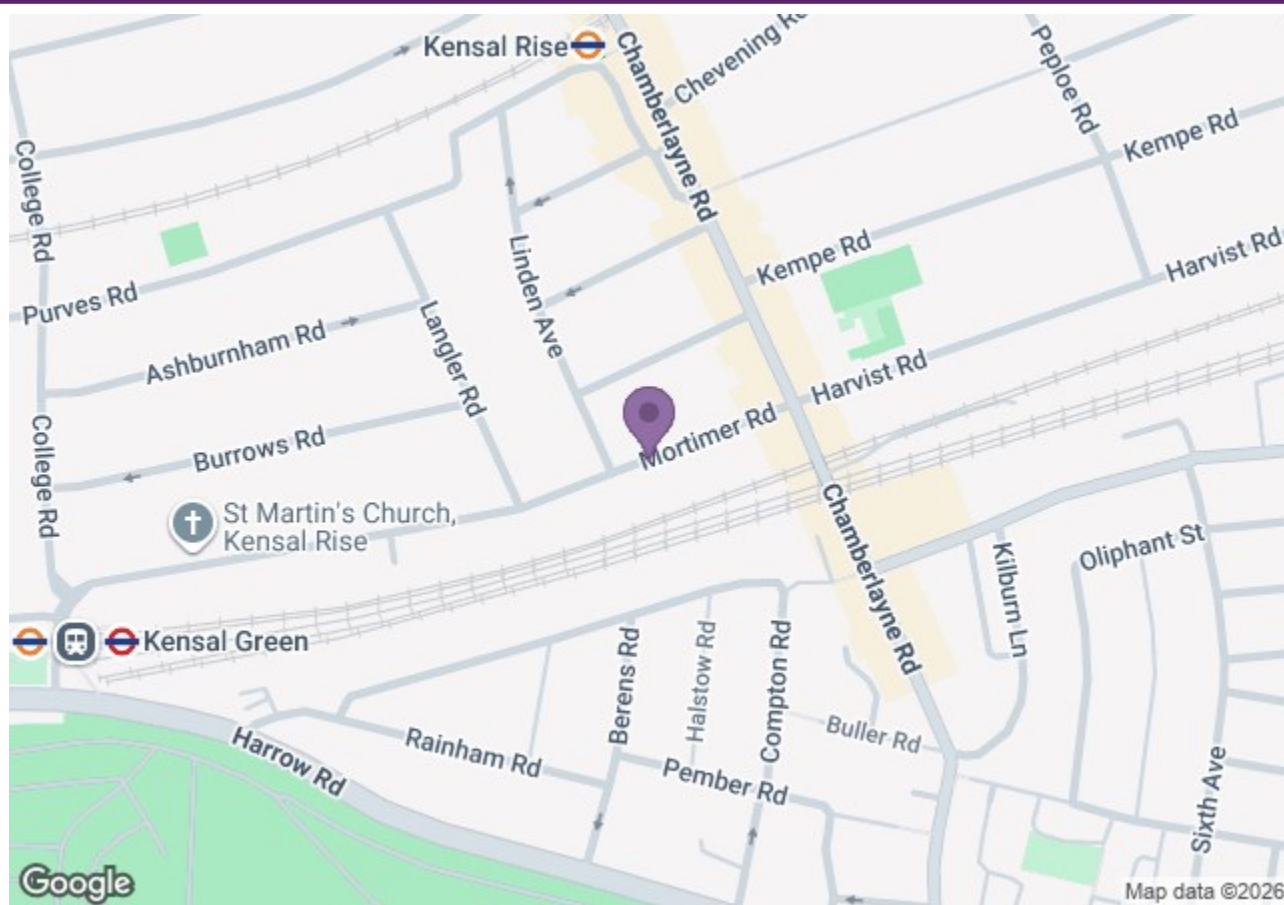 Kensal Rise
Chamberlayne Rd
Chevening Rd
Peploe Rd
Kempe Rd
College Rd
Linden Ave
Kempe Rd
Harvist Rd
Purves Rd
Langler Rd
Ashburnham Rd
Harvist Rd
Mortimer Rd
Burrows Rd
College Rd
St Martin's Church,
Kensal Rise
Chamberlayne Rd
Kilburn Ln
Oliphant St
Kensal Green
Berens Rd
Halstow Rd
Compton Rd
Buller Rd
Harrow Rd
Rainham Rd
Pember Rd
Sixth Ave
Google
Map data ©2026